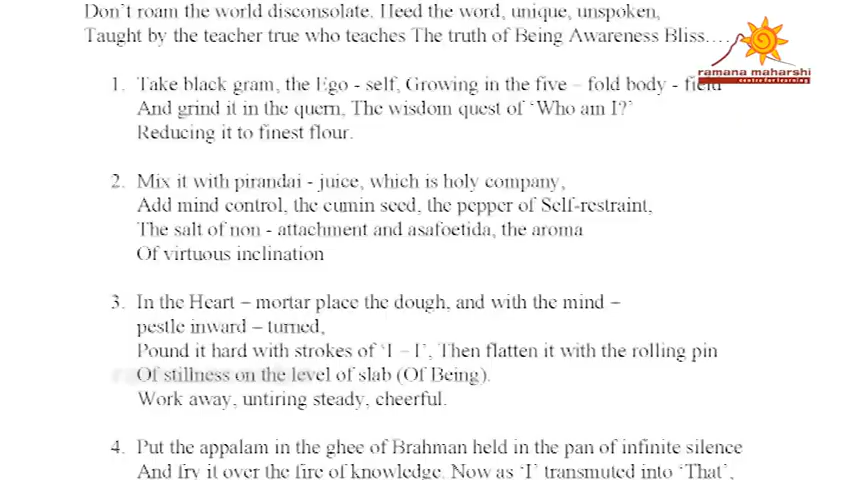 Don't roam the world disconsolate. Heed the word, unique, unspoken,
Taught by the teacher true who teaches The truth of Being Awareness Bliss….
ramana maharshi
centre for learning
1. Take black gram, the Ego - self, Growing in the five – fold body - field
And grind it in the quern, The wisdom quest of 'Who am I?'
Reducing it to finest flour.
2. Mix it with pirandai - juice, which is holy company,
Add mind control, the cumin seed, the pepper of Self-restraint,
The salt of non - attachment and asafoetida, the aroma
Of virtuous inclination
3. In the Heart – mortar place the dough, and with the mind –
pestle inward – turned,
Pound it hard with strokes of 'I – I', Then flatten it with the rolling pin
Of stillness on the level of slab (Of Being).
Work away, untiring steady, cheerful.
4. Put the appalam in the ghee of Brahman held in the pan of infinite silence
And fry it over the fire of knowledge. Now as 'I' transmuted into 'That',